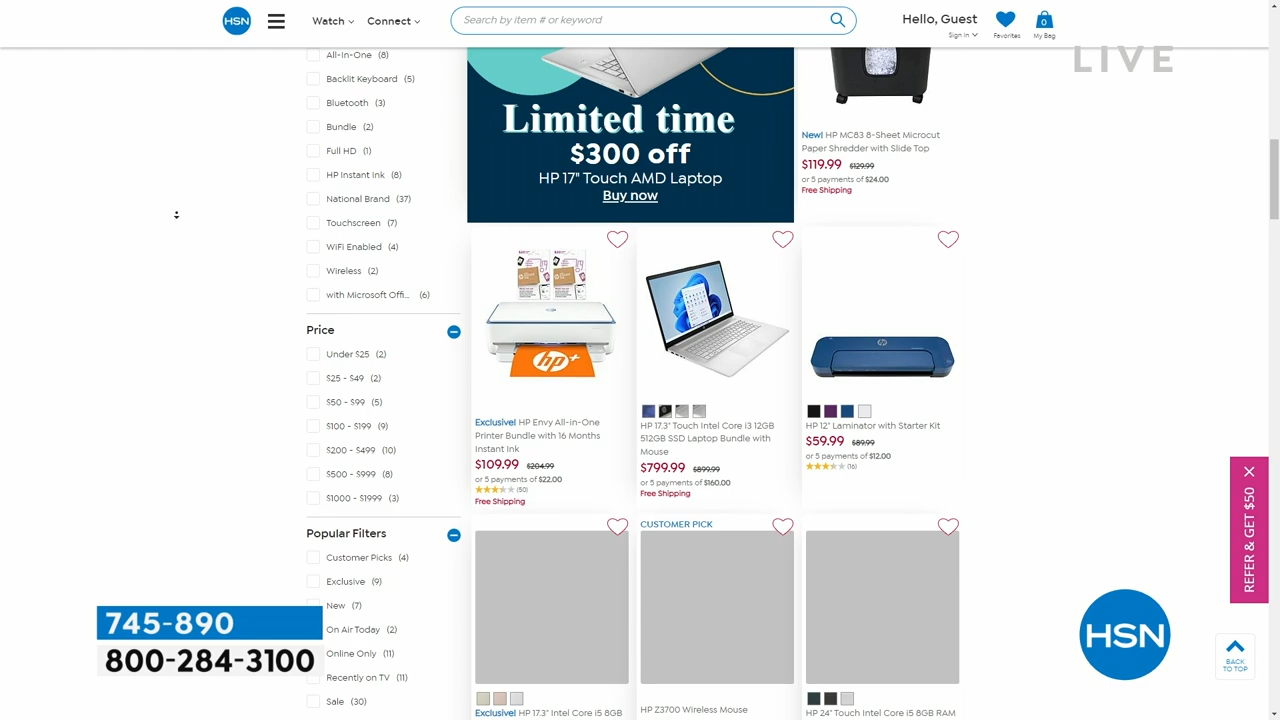 HSN
Watch
Connect
Search by item # or keyword
Hello, Guest
Sign In
Favorites
0
My Bag
LIVE
All-In-One (8)
Backlit Keyboard (5)
Bluetooth (3)
Bundle (2)
Full HD (1)
HP Instant Ink (8)
National Brand (37)
Touchscreen (7)
WiFi Enabled (4)
Wireless (2)
with Microsoft Offi... (6)
Price
Under $25 (2)
$25 - $49 (2)
$50 - $99 (5)
$100 - $199 (9)
$200 - $499 (10)
$500 - $999 (8)
$1000 - $1999 (3)
Popular Filters
Customer Picks (4)
Exclusive (9)
New (7)
On Air Today (2)
Online Only (11)
Recently on TV (11)
Sale (30)
Limited time
$300 off
HP 17" Touch AMD Laptop
Buy now
New! HP MC83 8-Sheet Microcut
Paper Shredder with Slide Top
$119.99 $129.99
or 5 payments of $24.00
Free Shipping
hp+
Exclusive! HP Envy All-in-One
Printer Bundle with 16 Months
Instant Ink
$109.99 $204.99
or 5 payments of $22.00
(50)
Free Shipping
HP 17.3" Touch Intel Core i3 12GB
512GB SSD Laptop Bundle with
Mouse
$799.99 $899.99
or 5 payments of $160.00
Free Shipping
HP 12" Laminator with Starter Kit
$59.99 $89.99
or 5 payments of $12.00
(16)
CUSTOMER PICK
Exclusive! HP 17.3" Intel Core i5 8GB
HP Z3700 Wireless Mouse
HP 24" Touch Intel Core i5 8GB RAM
REFER & GET $50
745-890
800-284-3100
HSN
BACK
TO TOP